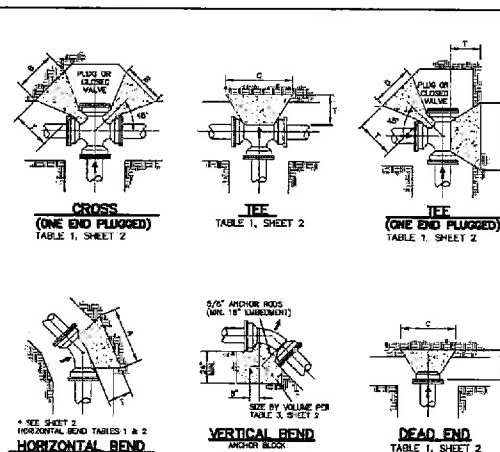 B
PLUG OR
CLOSED
VALVE
B
T
45°
CROSS
(ONE END PLUGGED)
TABLE 1, SHEET 2
C
T
TEE
TABLE 1, SHEET 2
T
D
PLUG OR
CLOSED
VALVE
45°
T
TEE
(ONE END PLUGGED)
TABLE 1, SHEET 2
A
* SEE SHEET 2
HORIZONTAL BEND TABLES 1 & 2
HORIZONTAL BEND
5/8" ANCHOR RODS
(MIN. 18" EMBEDMENT)
MIN.
SIZE BY VOLUME PER
TABLE 3, SHEET 2
VERTICAL BEND
ANCHOR BLOCK
C
DEAD END
TABLE 1, SHEET 2